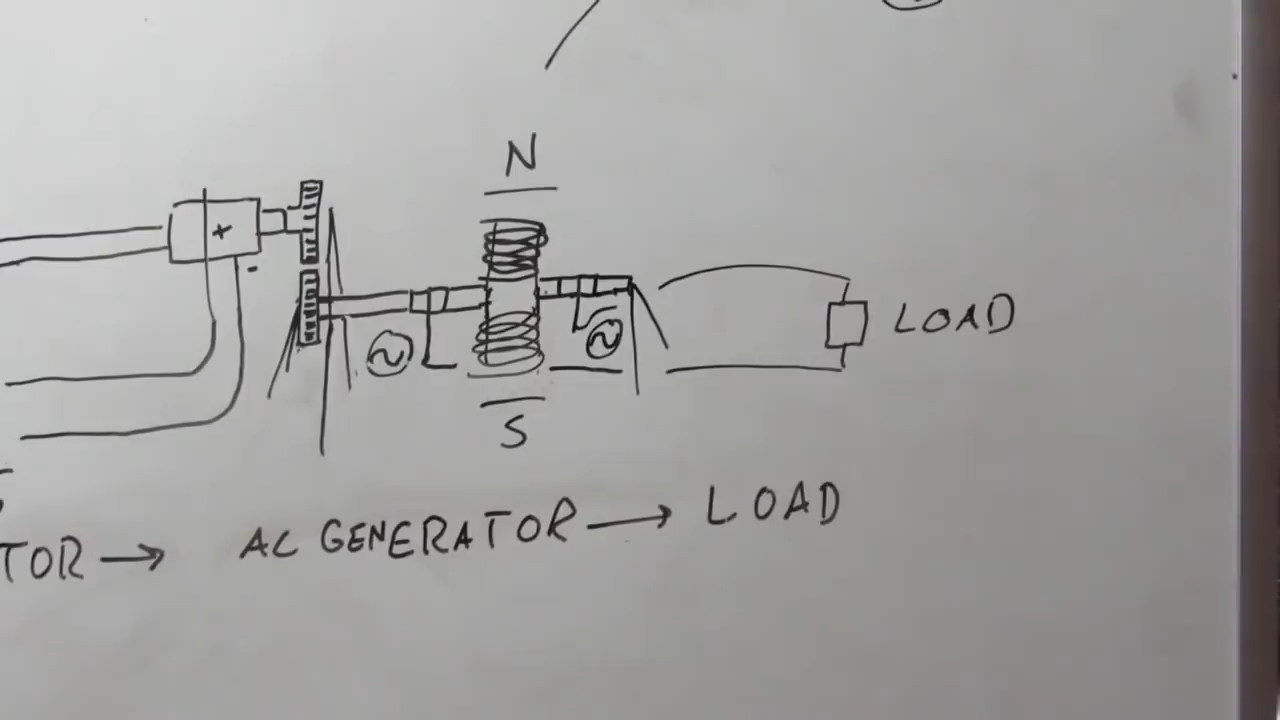 N
+
-
~
~
LOAD
S
TOR → AC GENERATOR → LOAD